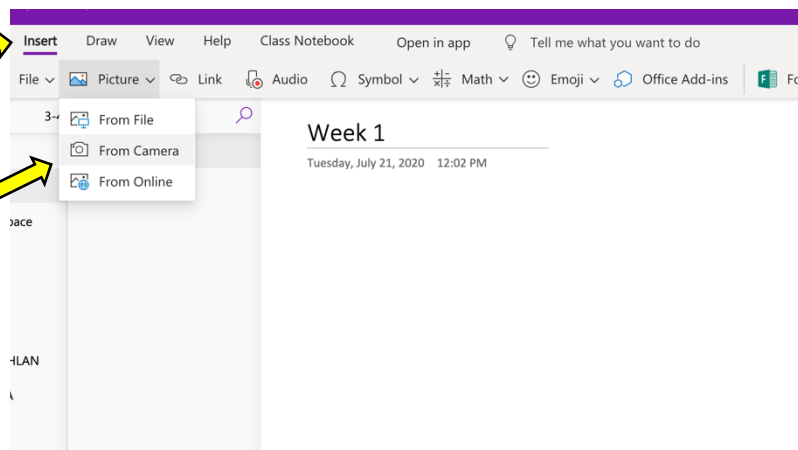 Insert Draw View Help Class Notebook Open in app Tell me what you want to do
File Picture Link Audio Symbol Math Emoji Office Add-ins
From File
From Camera
From Online
Week 1
Tuesday, July 21, 2020 12:02 PM
HLAN